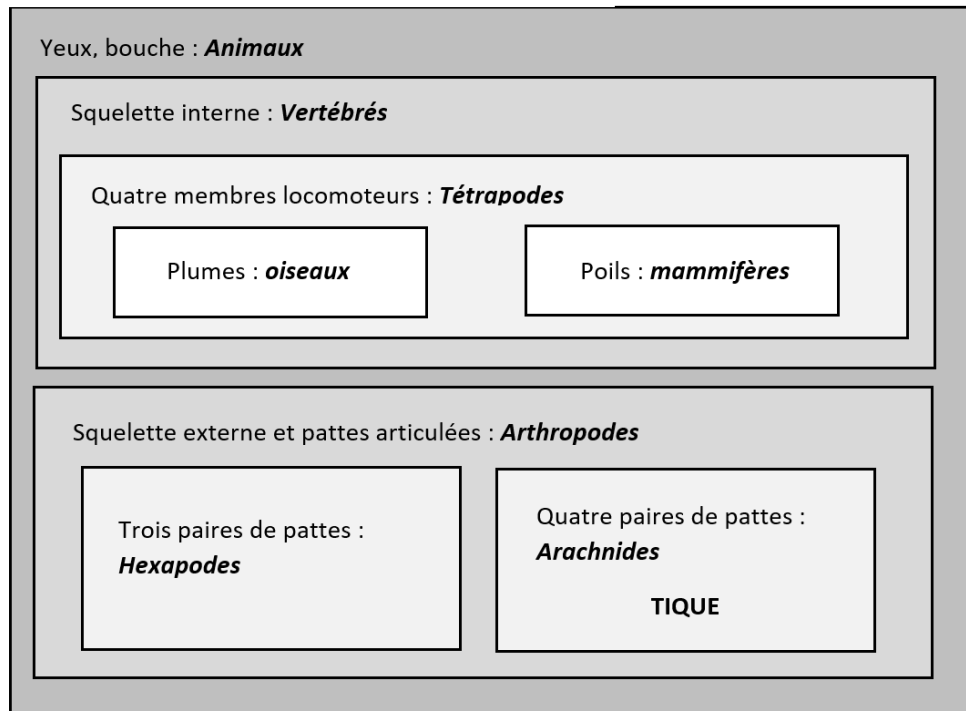 Yeux, bouche : Animaux
Squelette interne : Vertébrés
Quatre membres locomoteurs : Tétrapodes
Plumes : oiseaux
Poils : mammifères
Squelette externe et pattes articulées : Arthropodes
Trois paires de pattes :
Hexapodes
Quatre paires de pattes :
Arachnides
TIQUE